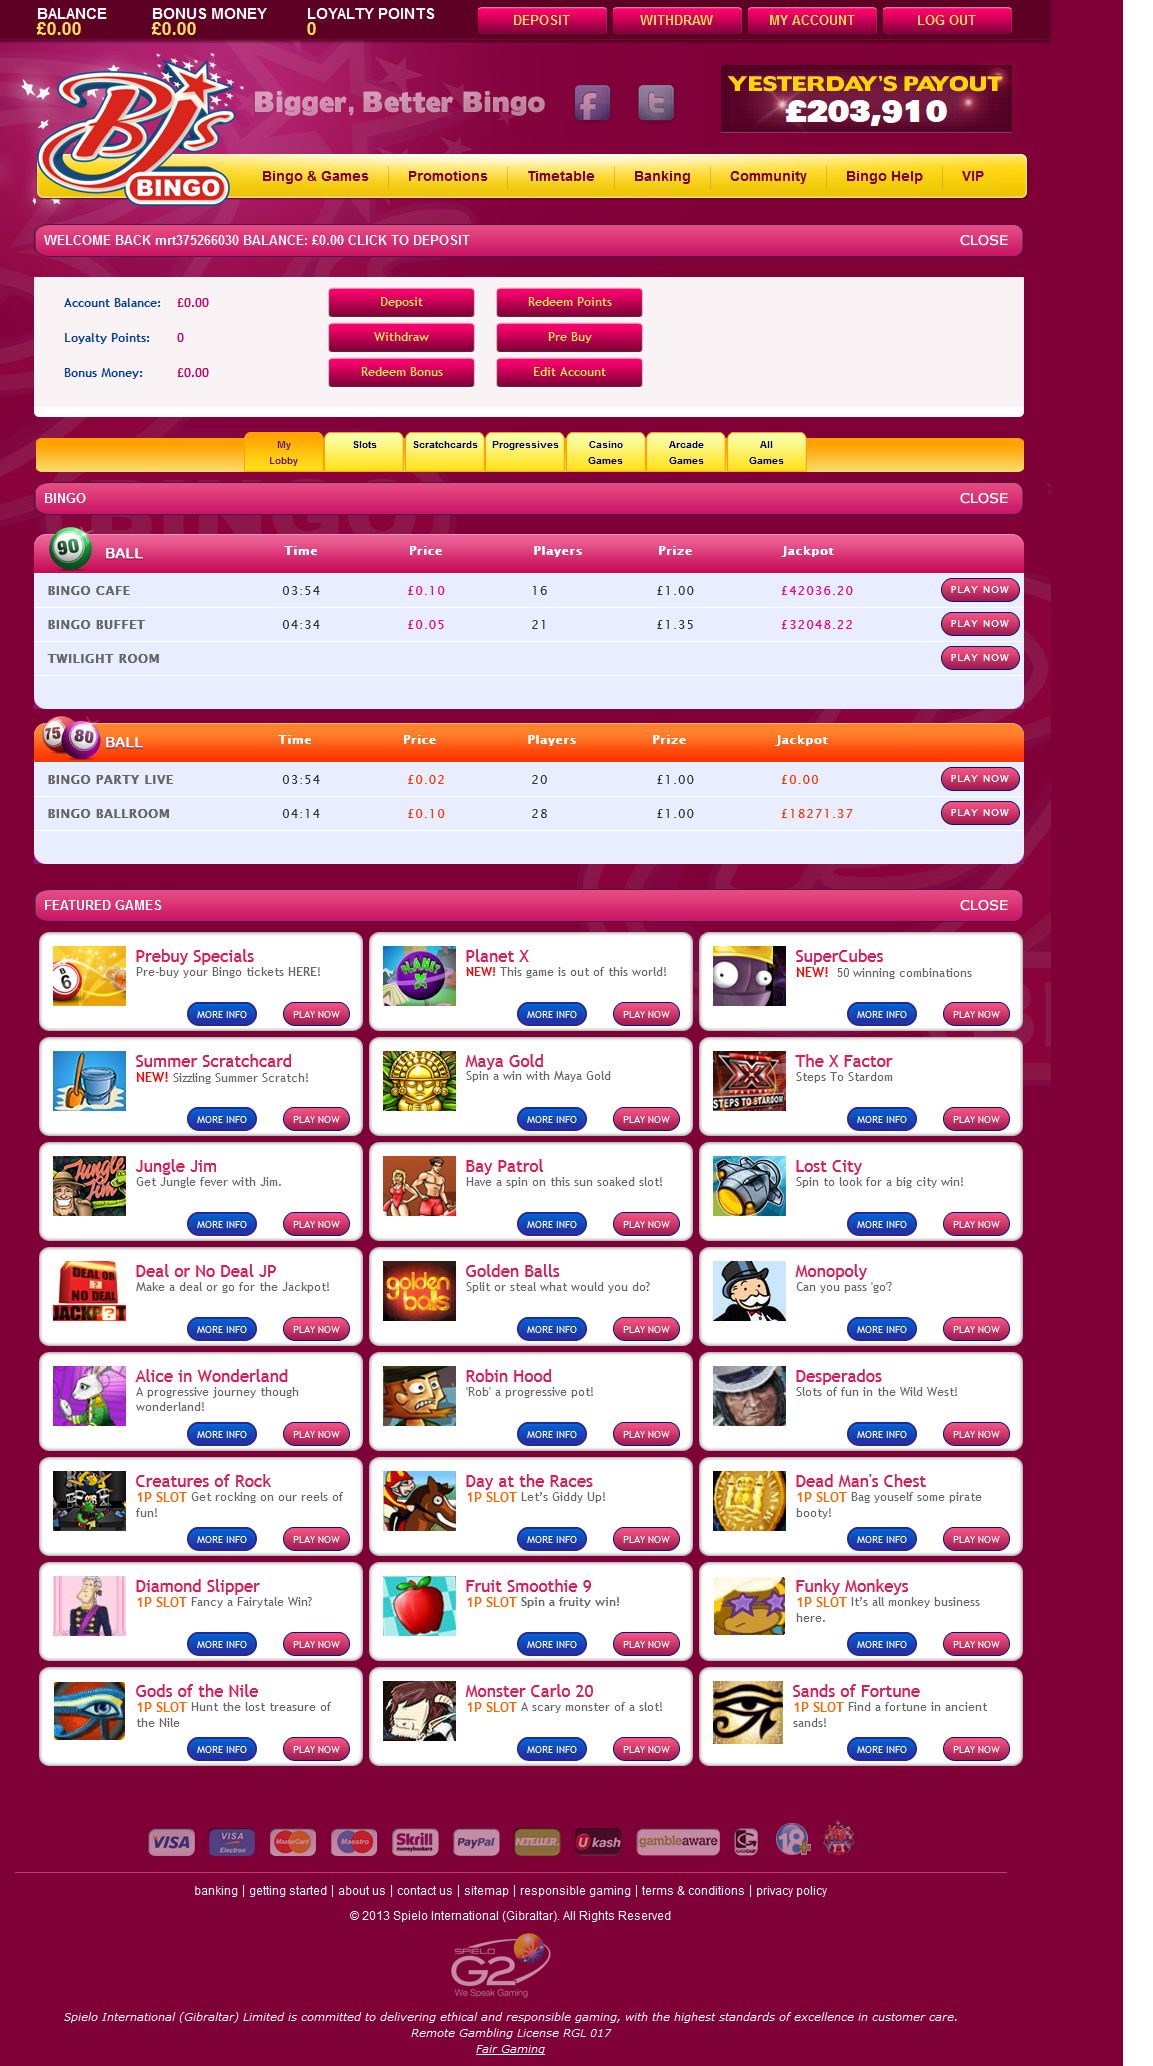 BALANCE BONUS MONEY LOYALTY POINTS DEPOSIT WITHDRAW MY ACCOUNT LOG OUT
£0.00 £0.00 0
BJ's BINGO
Bigger, Better Bingo
YESTERDAY'S PAYOUT
£203,910
Bingo & Games Promotions Timetable Banking Community Bingo Help VIP
WELCOME BACK mrt375266030 BALANCE: £0.00 CLICK TO DEPOSIT CLOSE
Account Balance: £0.00 Deposit Redeem Points
Loyalty Points: 0 Withdraw Pre Buy
Bonus Money: £0.00 Redeem Bonus Edit Account
My Lobby Slots Scratchcards Progressives Casino Games Arcade Games All Games
BINGO CLOSE
90 BALL Time Price Players Prize Jackpot
BINGO CAFE 03:54 £0.10 16 £1.00 £42036.20 PLAY NOW
BINGO BUFFET 04:34 £0.05 21 £1.35 £32048.22 PLAY NOW
TWILIGHT ROOM PLAY NOW
75 80 BALL Time Price Players Prize Jackpot
BINGO PARTY LIVE 03:54 £0.02 20 £1.00 £0.00 PLAY NOW
BINGO BALLROOM 04:14 £0.10 28 £1.00 £18271.37 PLAY NOW
FEATURED GAMES CLOSE
Prebuy Specials
Pre-buy your Bingo tickets HERE!
MORE INFO PLAY NOW
PLANET X
Planet X
NEW! This game is out of this world!
MORE INFO PLAY NOW
SuperCubes
NEW! 50 winning combinations
MORE INFO PLAY NOW
Summer Scratchcard
NEW! Sizzling Summer Scratch!
MORE INFO PLAY NOW
Maya Gold
Spin a win with Maya Gold
MORE INFO PLAY NOW
X FACTOR
STEPS TO STARDOM
The X Factor
Steps To Stardom
MORE INFO PLAY NOW
Jungle Jim
Jungle Jim
Get Jungle fever with Jim.
MORE INFO PLAY NOW
Bay Patrol
Have a spin on this sun soaked slot!
MORE INFO PLAY NOW
Lost City
Spin to look for a big city win!
MORE INFO PLAY NOW
DEAL OR NO DEAL
JACKP?T
Deal or No Deal JP
Make a deal or go for the Jackpot!
MORE INFO PLAY NOW
golden balls
Golden Balls
Split or steal what would you do?
MORE INFO PLAY NOW
Monopoly
Can you pass 'go'?
MORE INFO PLAY NOW
Alice in Wonderland
A progressive journey though
wonderland!
MORE INFO PLAY NOW
Robin Hood
'Rob' a progressive pot!
MORE INFO PLAY NOW
Desperados
Slots of fun in the Wild West!
MORE INFO PLAY NOW
Creatures of Rock
1P SLOT Get rocking on our reels of
fun!
MORE INFO PLAY NOW
Day at the Races
1P SLOT Let's Giddy Up!
MORE INFO PLAY NOW
Dead Man's Chest
1P SLOT Bag youself some pirate
booty!
MORE INFO PLAY NOW
Diamond Slipper
1P SLOT Fancy a Fairytale Win?
MORE INFO PLAY NOW
Fruit Smoothie 9
1P SLOT Spin a fruity win!
MORE INFO PLAY NOW
Funky Monkeys
1P SLOT It's all monkey business
here.
MORE INFO PLAY NOW
Gods of the Nile
1P SLOT Hunt the lost treasure of
the Nile
MORE INFO PLAY NOW
Monster Carlo 20
1P SLOT A scary monster of a slot!
MORE INFO PLAY NOW
Sands of Fortune
1P SLOT Find a fortune in ancient
sands!
MORE INFO PLAY NOW
VISA VISA Electron MasterCard Maestro Skrill moneybookers PayPal NETELLER Ukash gambleaware GamCare 18+
banking | getting started | about us | contact us | sitemap | responsible gaming | terms & conditions | privacy policy
© 2013 Spielo International (Gibraltar). All Rights Reserved
SPIELO
G2
We Speak Gaming
Spielo International (Gibraltar) Limited is committed to delivering ethical and responsible gaming, with the highest standards of excellence in customer care.
Remote Gambling License RGL 017
Fair Gaming